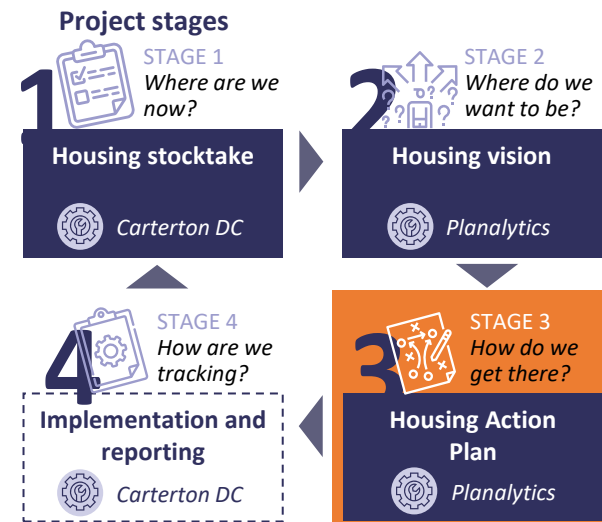 Project stages
1
STAGE 1
Where are we
now?
Housing stocktake
Carterton DC
2
STAGE 2
Where do we
want to be?
? ? ? ? ? ?
Housing vision
Planalytics
3
STAGE 3
How do we
get there?
Housing Action
Plan
Planalytics
4
STAGE 4
How are we
tracking?
Implementation and
reporting
Carterton DC